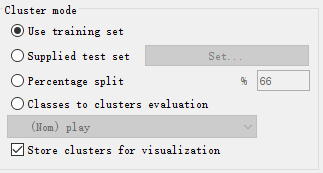 Cluster mode
Use training set
Supplied test set Set...
Percentage split % 66
Classes to clusters evaluation
(Nom) play
Store clusters for visualization